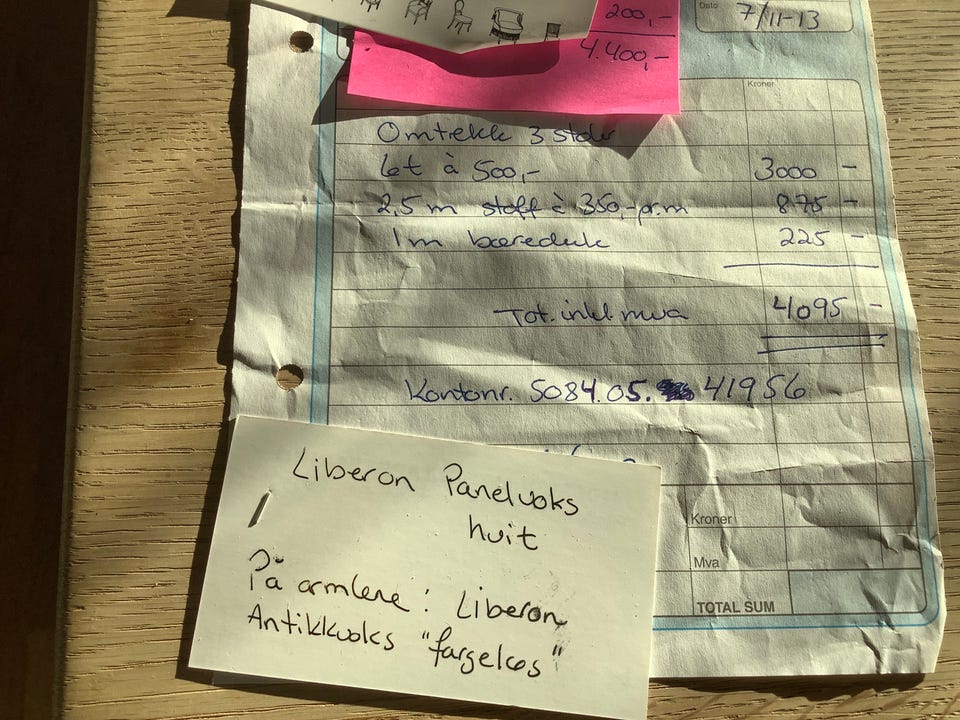 Dato 7/11-13
200,-
4.400,-
Kroner
Omtrekk 3 stoler
6t à 500,- 3000 -
2,5 m stoff à 350,- pr.m 875 -
1m bæreduk 225 -
Tot. inkl mva 4095 -
Kontonr. 5084.05. 41956
Liberon Panelvoks
hvit
På armlene: Liberon
Antikkvoks "fargeløs"
Kroner
Mva
TOTAL SUM